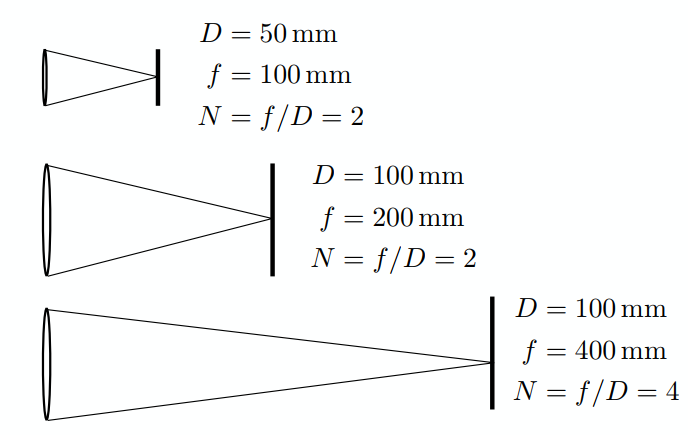 D = 50 mm
f = 100 mm
N = f/D = 2
D = 100 mm
f = 200 mm
N = f/D = 2
D = 100 mm
f = 400 mm
N = f/D = 4